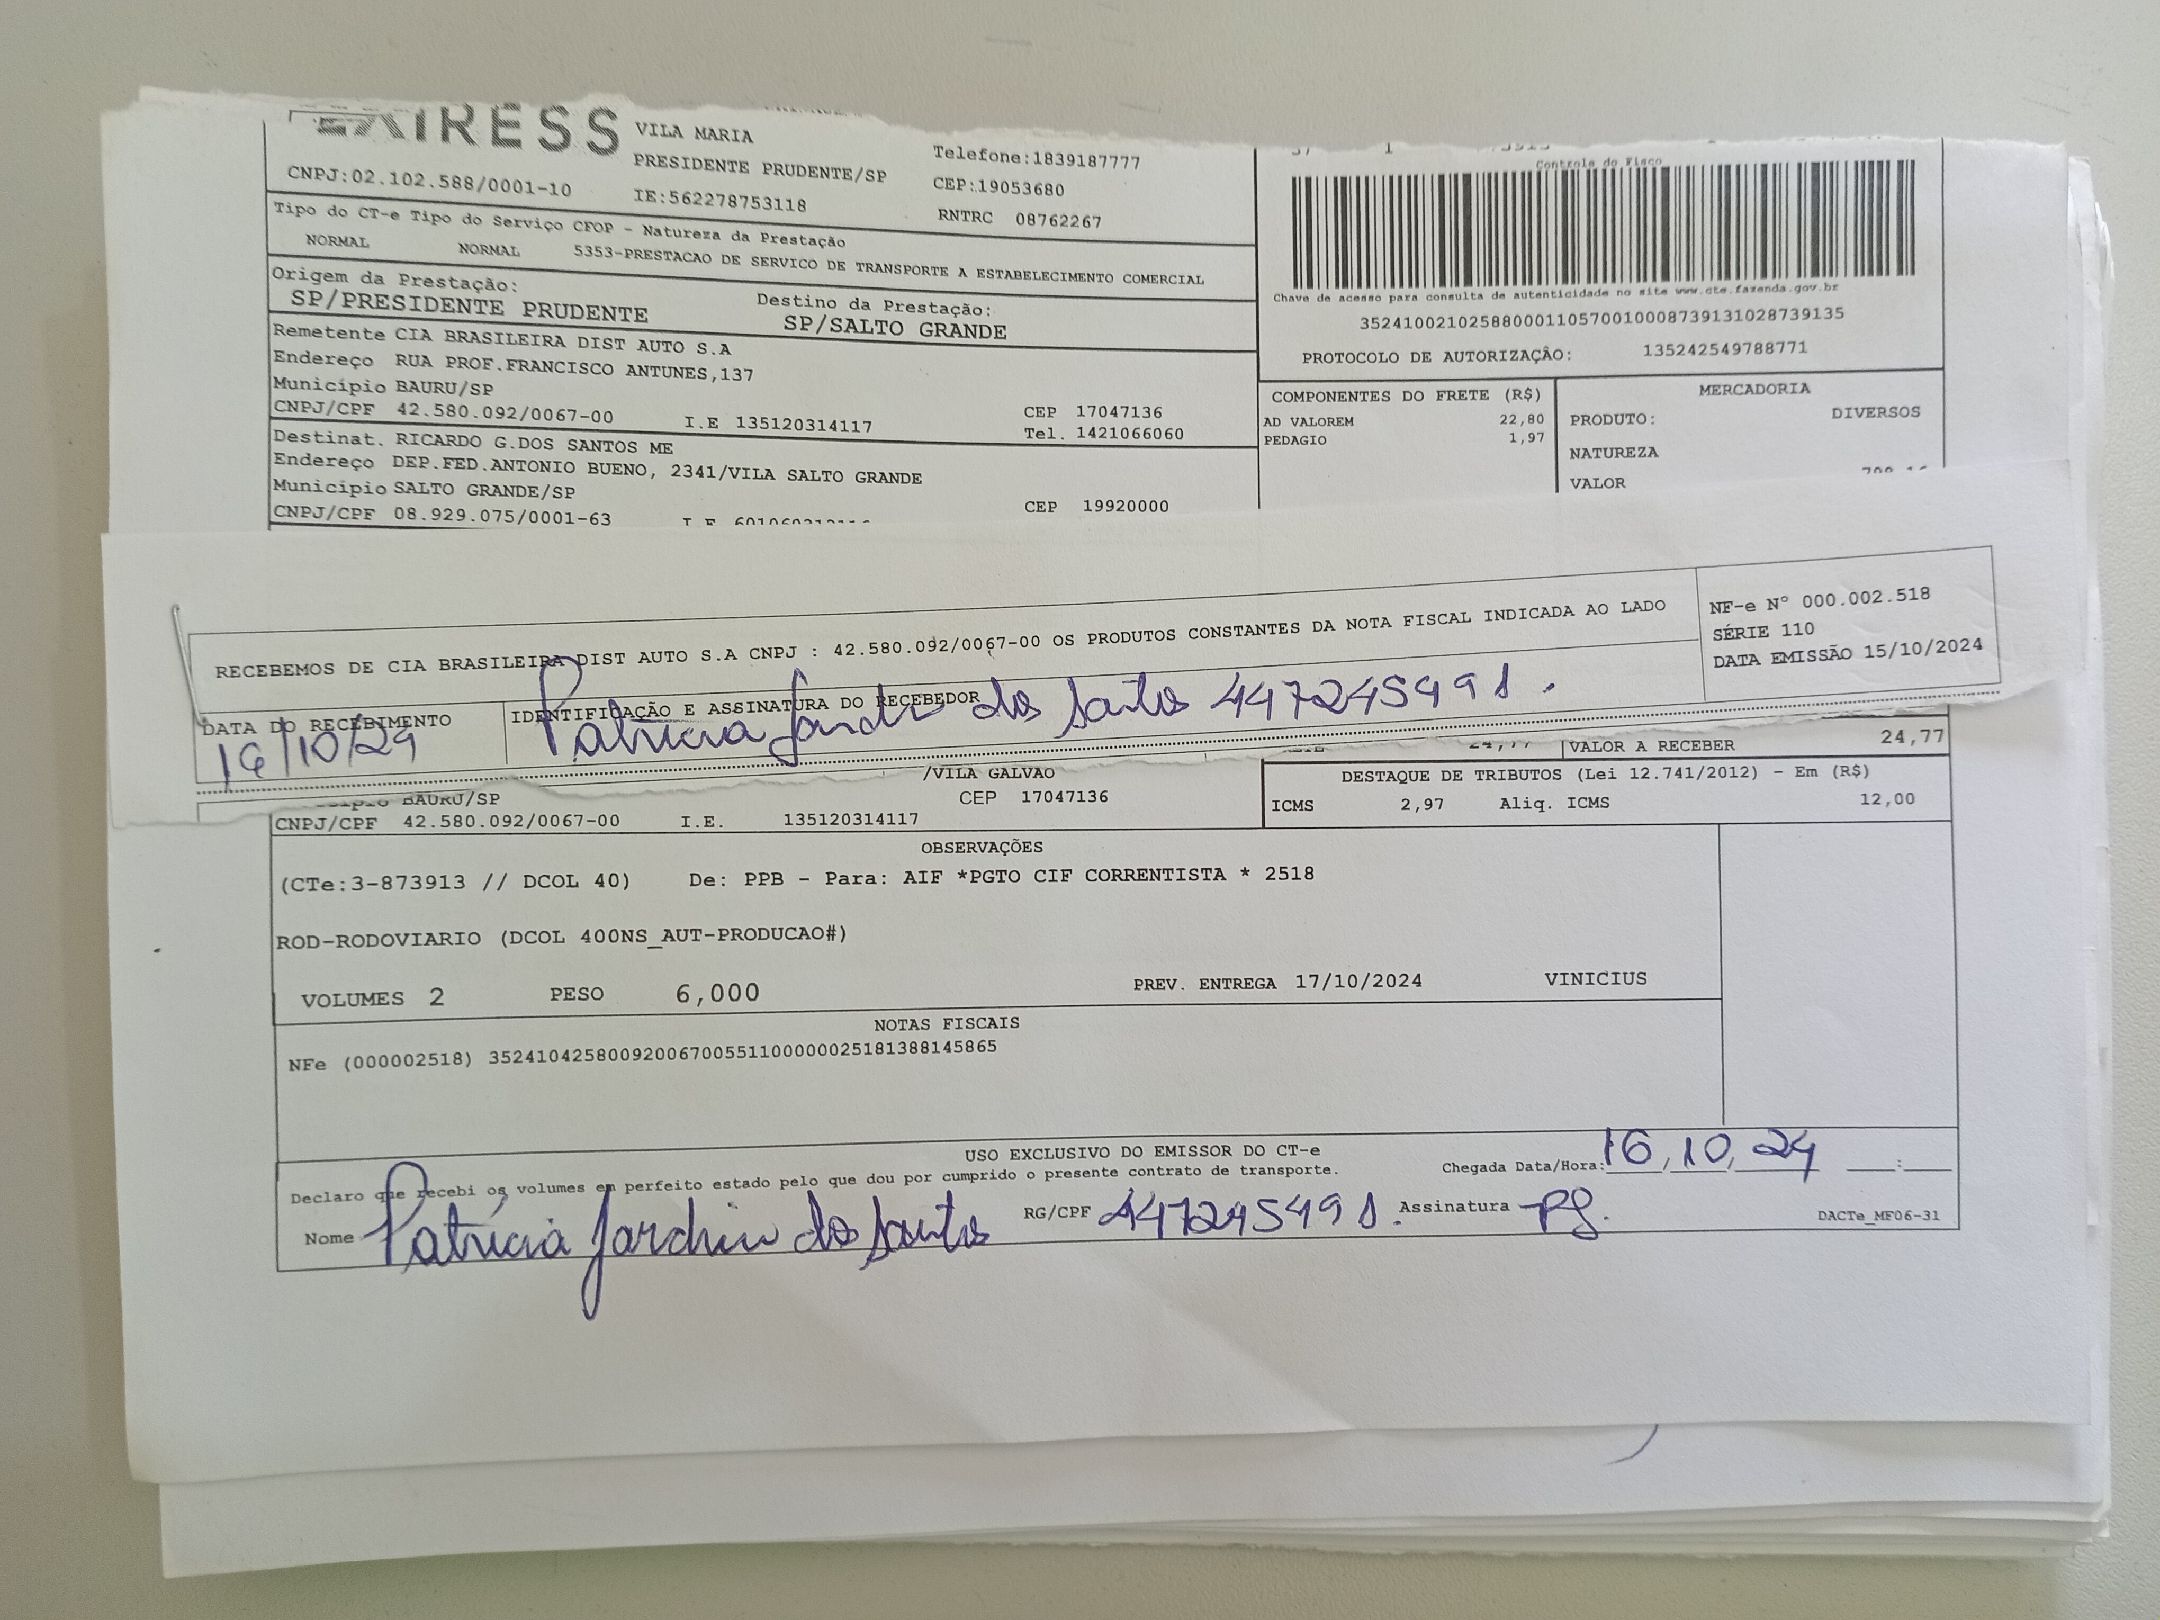 VILA MARIA
PRESIDENTE PRUDENTE/SP
Telefone:1839187777
CNPJ:02.102.588/0001-10
IE:562278753118
CEP:19053680
RNTRC 08762267
Controle do Fisco
Tipo do CT-e Tipo do Serviço CFOP - Natureza da Prestação
NORMAL NORMAL 5353-PRESTACAO DE SERVICO DE TRANSPORTE A ESTABELECIMENTO COMERCIAL
Origem da Prestação:
SP/PRESIDENTE PRUDENTE
Destino da Prestação:
SP/SALTO GRANDE
Chave de acesso para consulta de autenticidade no site www.cte.fazenda.gov.br
35241002102588000110570010008739131028739135
PROTOCOLO DE AUTORIZAÇÃO: 135242549788771
Remetente CIA BRASILEIRA DIST AUTO S.A
Endereço RUA PROF.FRANCISCO ANTUNES,137
Município BAURU/SP
CNPJ/CPF 42.580.092/0067-00 I.E 135120314117
CEP 17047136
Tel. 1421066060
COMPONENTES DO FRETE (R$)
AD VALOREM 22,80
PEDAGIO 1,97
MERCADORIA
PRODUTO: DIVERSOS
NATUREZA
VALOR
Destinat. RICARDO G.DOS SANTOS ME
Endereço DEP.FED.ANTONIO BUENO, 2341/VILA SALTO GRANDE
Município SALTO GRANDE/SP
CEP 19920000
CNPJ/CPF 08.929.075/0001-63
RECEBEMOS DE CIA BRASILEIRA DIST AUTO S.A CNPJ : 42.580.092/0067-00 OS PRODUTOS CONSTANTES DA NOTA FISCAL INDICADA AO LADO
NF-e Nº 000.002.518
SÉRIE 110
DATA EMISSÃO 15/10/2024
DATA DO RECEBIMENTO
16/10/24
IDENTIFICAÇÃO E ASSINATURA DO RECEBEDOR
Patrícia Jardim dos Santos 447245491.
VALOR A RECEBER 24,77
/VILA GALVAO
BAURU/SP
CEP 17047136
CNPJ/CPF 42.580.092/0067-00 I.E. 135120314117
DESTAQUE DE TRIBUTOS (Lei 12.741/2012) - Em (R$)
ICMS 2,97 Aliq. ICMS 12,00
OBSERVAÇÕES
(CTe:3-873913 // DCOL 40) De: PPB - Para: AIF *PGTO CIF CORRENTISTA * 2518
ROD-RODOVIARIO (DCOL 400NS_AUT-PRODUCAO#)
VOLUMES 2 PESO 6,000 PREV. ENTREGA 17/10/2024 VINICIUS
NOTAS FISCAIS
NFe (000002518) 35241042580092006700551100000025181388145865
USO EXCLUSIVO DO EMISSOR DO CT-e
Declaro que recebi os volumes em perfeito estado pelo que dou por cumprido o presente contrato de transporte.
Chegada Data/Hora: 16, 10, 24 :
Nome Patrícia Jardim dos Santos RG/CPF 447245491. Assinatura PJ.
DACTe_MF06-31